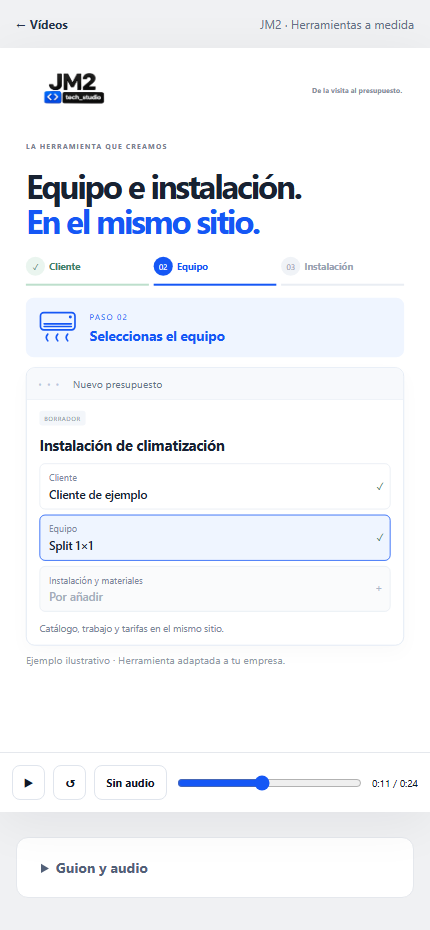 ← Vídeos
JM2 · Herramientas a medida
JM2
<> tech_studio
De la visita al presupuesto.
LA HERRAMIENTA QUE CREAMOS
Equipo e instalación.
En el mismo sitio.
✓ Cliente
02 Equipo
03 Instalación
PASO 02
Seleccionas el equipo
Nuevo presupuesto
BORRADOR
Instalación de climatización
Cliente
Cliente de ejemplo
✓
Equipo
Split 1×1
✓
Instalación y materiales
Por añadir
+
Catálogo, trabajo y tarifas en el mismo sitio.
Ejemplo ilustrativo · Herramienta adaptada a tu empresa.
▶ ↺ Sin audio 0:11 / 0:24
▶ Guion y audio